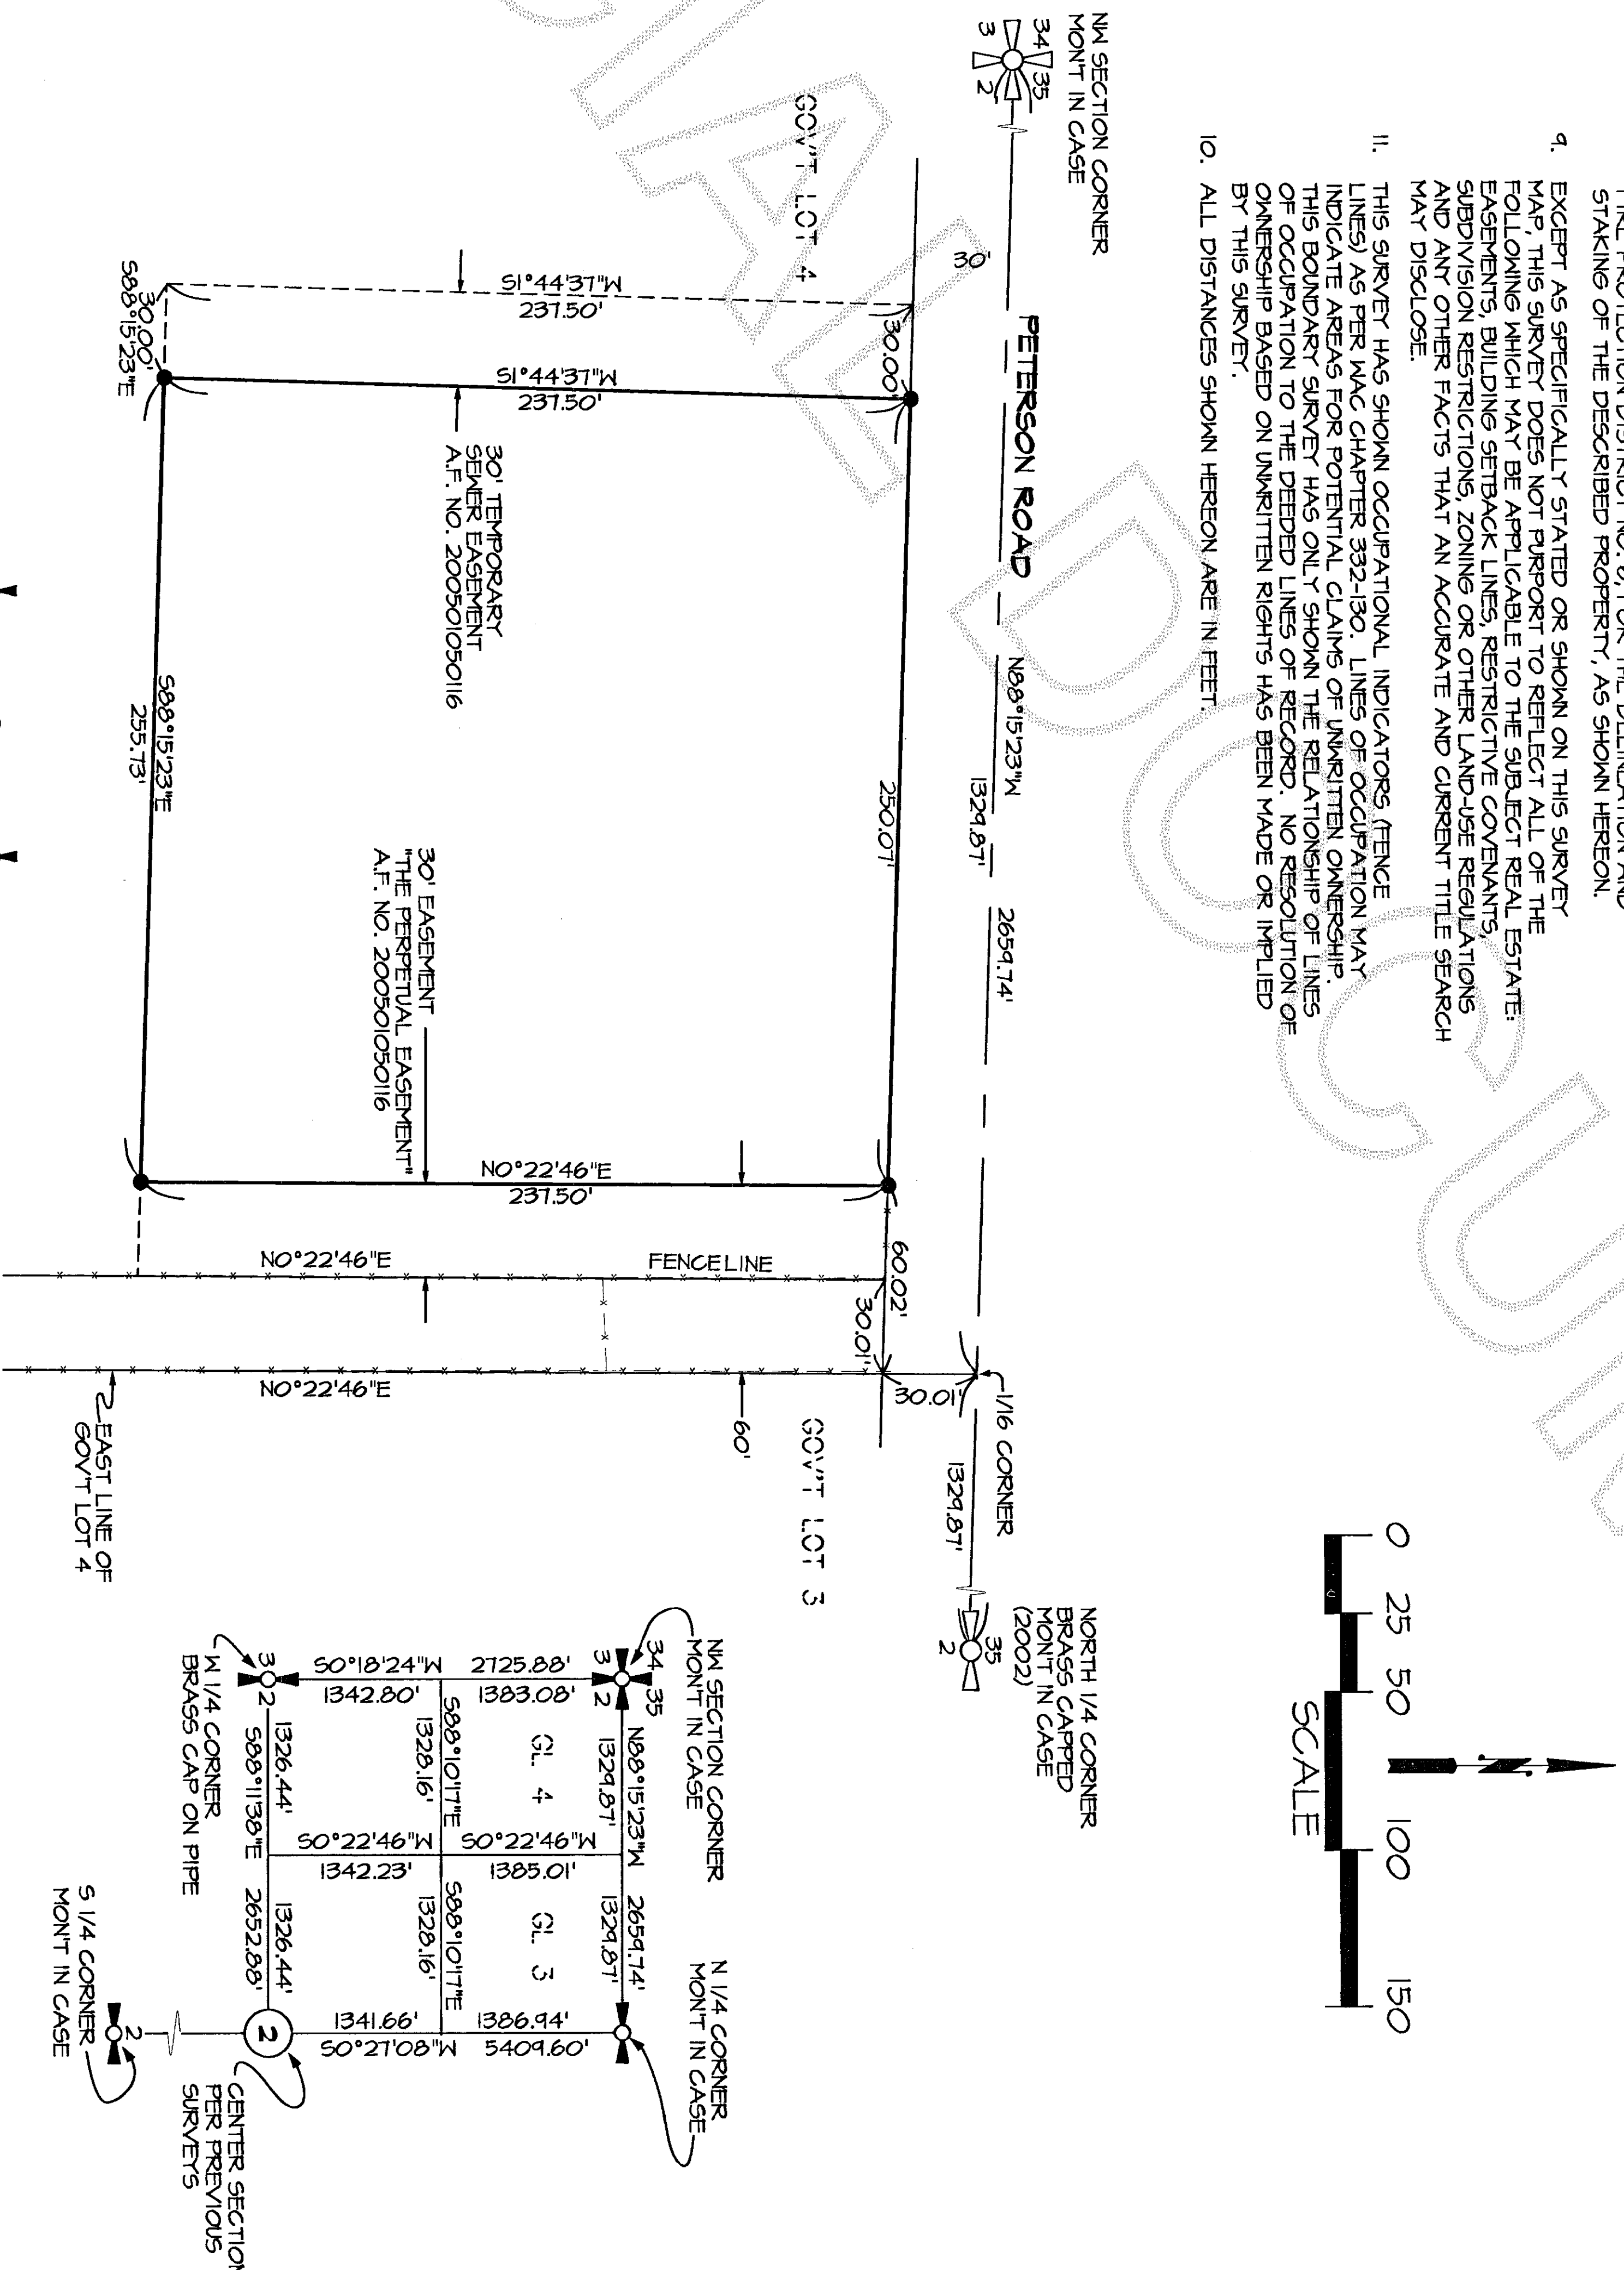 FIRE PROTECTION DISTRICT NO. 6, FOR THE DELINEATION AND
STAKING OF THE DESCRIBED PROPERTY, AS SHOWN HEREON.
9. EXCEPT AS SPECIFICALLY STATED OR SHOWN ON THIS SURVEY
MAP, THIS SURVEY DOES NOT PURPORT TO REFLECT ALL OF THE
FOLLOWING WHICH MAY BE APPLICABLE TO THE SUBJECT REAL ESTATE:
EASEMENTS, BUILDING SETBACK LINES, RESTRICTIVE COVENANTS,
SUBDIVISION RESTRICTIONS, ZONING OR OTHER LAND-USE REGULATIONS
AND ANY OTHER FACTS THAT AN ACCURATE AND CURRENT TITLE SEARCH
MAY DISCLOSE.
11. THIS SURVEY HAS SHOWN OCCUPATIONAL INDICATORS (FENCE
LINES) AS PER WAC CHAPTER 332-130. LINES OF OCCUPATION MAY
INDICATE AREAS FOR POTENTIAL CLAIMS OF UNWRITTEN OWNERSHIP.
THIS BOUNDARY SURVEY HAS ONLY SHOWN THE RELATIONSHIP OF LINES
OF OCCUPATION TO THE DEEDED LINES OF RECORD. NO RESOLUTION OF
OWNERSHIP BASED ON UNWRITTEN RIGHTS HAS BEEN MADE OR IMPLIED
BY THIS SURVEY.
10. ALL DISTANCES SHOWN HEREON ARE IN FEET.
0 25 50 100 150
SCALE
NW SECTION CORNER
MON'T IN CASE
34 35
3 2
30'
PETERSON ROAD
N88°15'23"W
2659.74'
1329.87'
1/16 CORNER
1329.87'
NORTH 1/4 CORNER
BRASS CAPPED
MON'T IN CASE
(2002)
35
2
GOV'T LOT 4
30.00'
250.07'
60.02'
30.01'
30.01'
GOV'T LOT 3
60'
S1°44'37"W
237.50'
S1°44'37"W
237.50'
30' TEMPORARY
SEWER EASEMENT
A.F. NO. 200501050116
30' EASEMENT
"THE PERPETUAL EASEMENT"
A.F. NO. 200501050116
N0°22'46"E
237.50'
N0°22'46"E
FENCELINE
N0°22'46"E
30.00'
S88°15'23"E
S88°15'23"E
255.73'
EAST LINE OF
GOV'T LOT 4
NW SECTION CORNER
MON'T IN CASE
N 1/4 CORNER
MON'T IN CASE
34 35
3 2
N88°15'23"W 2659.74'
1329.87' 1329.87'
GL 4
GL 3
S0°18'24"W 2725.88'
1342.80' 1383.08'
S0°22'46"W S0°22'46"W
1342.23' 1385.01'
1341.66' 1386.94'
S0°27'08"W 5409.60'
S88°10'17"E S88°10'17"E
1328.16' 1328.16'
3 2
1326.44' 1326.44'
S88°11'38"E 2652.88'
2
W 1/4 CORNER
BRASS CAP ON PIPE
CENTER SECTION
PER PREVIOUS
SURVEYS
2
S 1/4 CORNER
MON'T IN CASE